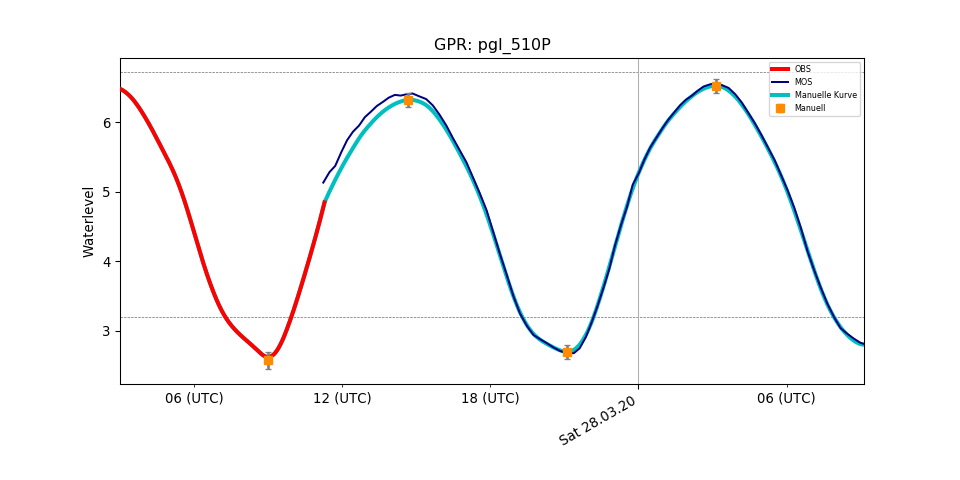 GPR: pgl_510P
OBS
MOS
Manuelle Kurve
Manuell
Waterlevel
6
5
4
3
06 (UTC)
12 (UTC)
18 (UTC)
Sat 28.03.20
06 (UTC)